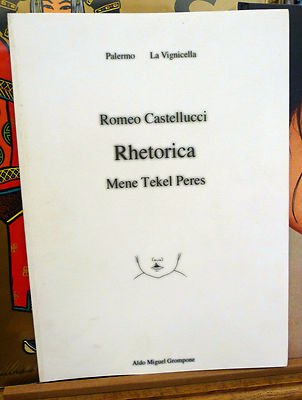 Palermo La Vignicella
Romeo Castellucci
Rhetorica
Mene Tekel Peres
Aldo Miguel Grompone